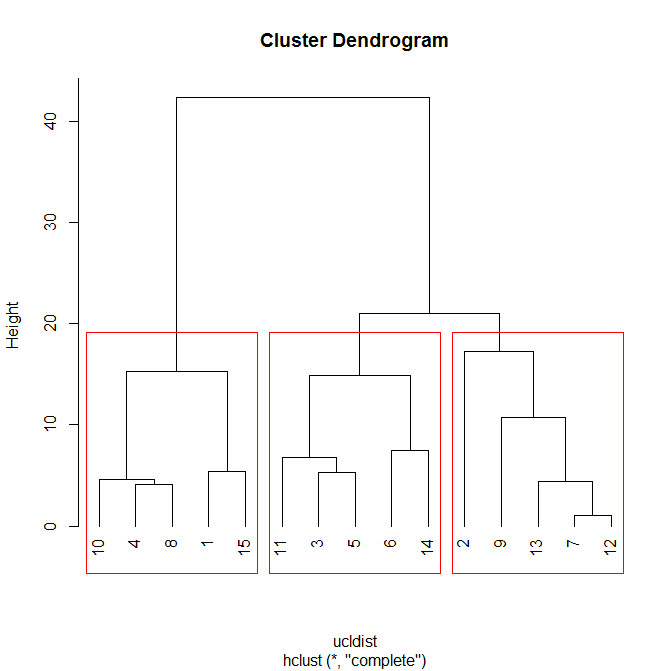 Cluster Dendrogram
Height
40
30
20
10
0
10 4 8 1 15 11 3 5 6 14 2 9 13 7 12
ucldist
hclust (*, "complete")